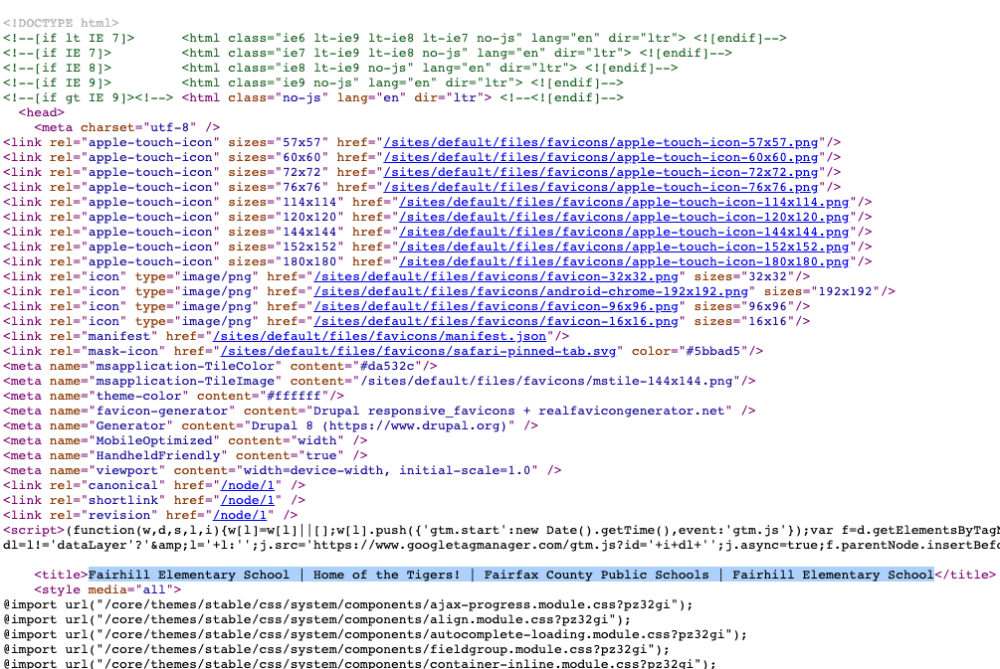 <!DOCTYPE html>
<!--[if lt IE 7]>      <html class="ie6 lt-ie9 lt-ie8 lt-ie7 no-js" lang="en" dir="ltr"> <![endif]-->
<!--[if IE 7]>         <html class="ie7 lt-ie9 lt-ie8 no-js" lang="en" dir="ltr"> <![endif]-->
<!--[if IE 8]>         <html class="ie8 lt-ie9 no-js" lang="en" dir="ltr"> <![endif]-->
<!--[if IE 9]>         <html class="ie9 no-js" lang="en" dir="ltr"> <![endif]-->
<!--[if gt IE 9]><!--> <html class="no-js" lang="en" dir="ltr"> <!--<![endif]-->
  <head>
    <meta charset="utf-8" />
<link rel="apple-touch-icon" sizes="57x57" href="/sites/default/files/favicons/apple-touch-icon-57x57.png"/>
<link rel="apple-touch-icon" sizes="60x60" href="/sites/default/files/favicons/apple-touch-icon-60x60.png"/>
<link rel="apple-touch-icon" sizes="72x72" href="/sites/default/files/favicons/apple-touch-icon-72x72.png"/>
<link rel="apple-touch-icon" sizes="76x76" href="/sites/default/files/favicons/apple-touch-icon-76x76.png"/>
<link rel="apple-touch-icon" sizes="114x114" href="/sites/default/files/favicons/apple-touch-icon-114x114.png"/>
<link rel="apple-touch-icon" sizes="120x120" href="/sites/default/files/favicons/apple-touch-icon-120x120.png"/>
<link rel="apple-touch-icon" sizes="144x144" href="/sites/default/files/favicons/apple-touch-icon-144x144.png"/>
<link rel="apple-touch-icon" sizes="152x152" href="/sites/default/files/favicons/apple-touch-icon-152x152.png"/>
<link rel="apple-touch-icon" sizes="180x180" href="/sites/default/files/favicons/apple-touch-icon-180x180.png"/>
<link rel="icon" type="image/png" href="/sites/default/files/favicons/favicon-32x32.png" sizes="32x32"/>
<link rel="icon" type="image/png" href="/sites/default/files/favicons/android-chrome-192x192.png" sizes="192x192"/>
<link rel="icon" type="image/png" href="/sites/default/files/favicons/favicon-96x96.png" sizes="96x96"/>
<link rel="icon" type="image/png" href="/sites/default/files/favicons/favicon-16x16.png" sizes="16x16"/>
<link rel="manifest" href="/sites/default/files/favicons/manifest.json"/>
<link rel="mask-icon" href="/sites/default/files/favicons/safari-pinned-tab.svg" color="#5bbad5"/>
<meta name="msapplication-TileColor" content="#da532c"/>
<meta name="msapplication-TileImage" content="/sites/default/files/favicons/mstile-144x144.png"/>
<meta name="theme-color" content="#ffffff"/>
<meta name="favicon-generator" content="Drupal responsive_favicons + realfavicongenerator.net" />
<meta name="Generator" content="Drupal 8 (https://www.drupal.org)" />
<meta name="MobileOptimized" content="width" />
<meta name="HandheldFriendly" content="true" />
<meta name="viewport" content="width=device-width, initial-scale=1.0" />
<link rel="canonical" href="/node/1" />
<link rel="shortlink" href="/node/1" />
<link rel="revision" href="/node/1" />
<script>(function(w,d,s,l,i){w[l]=w[l]||[];w[l].push({'gtm.start':new Date().getTime(),event:'gtm.js'});var f=d.getElementsByTagN
dl=l!='dataLayer'?'&amp;l='+l:'';j.src='https://www.googletagmanager.com/gtm.js?id='+i+dl+'';j.async=true;f.parentNode.insertBefo
    <title>Fairhill Elementary School | Home of the Tigers! | Fairfax County Public Schools | Fairhill Elementary School</title>
    <style media="all">
@import url("/core/themes/stable/css/system/components/ajax-progress.module.css?pz32gi");
@import url("/core/themes/stable/css/system/components/align.module.css?pz32gi");
@import url("/core/themes/stable/css/system/components/autocomplete-loading.module.css?pz32gi");
@import url("/core/themes/stable/css/system/components/fieldgroup.module.css?pz32gi");
@import url("/core/themes/stable/css/system/components/container-inline.module.css?pz32gi");